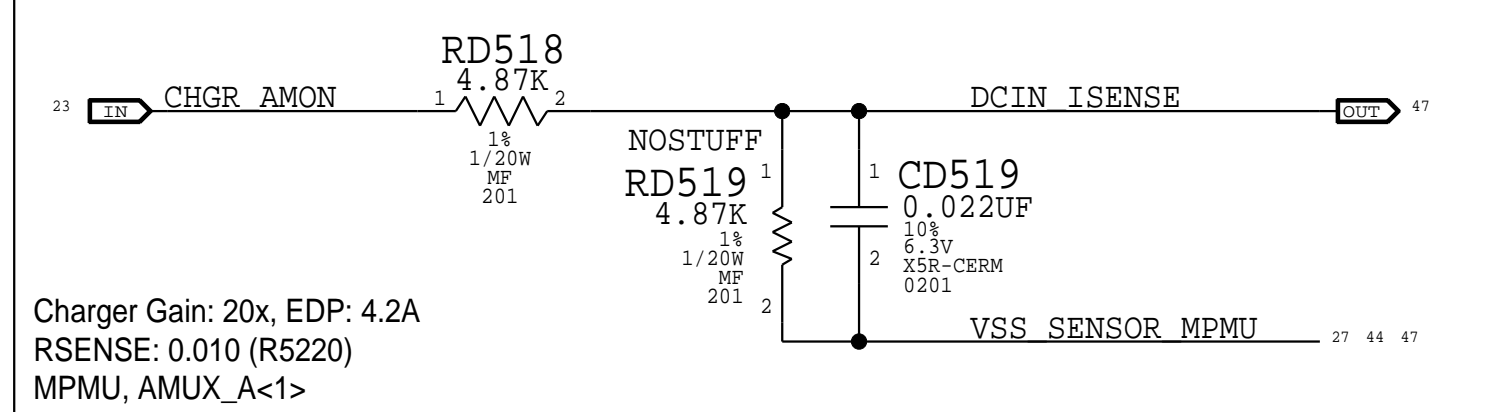 RD518
4.87K
23 IN CHGR_AMON 1 2 DCIN_ISENSE OUT 47
1%
1/20W
MF
201
NOSTUFF
RD519 1
4.87K
1%
1/20W
MF
201 2
1 CD519
0.022UF
10%
6.3V
2 X5R-CERM
0201
VSS_SENSOR_MPMU 27 44 47
Charger Gain: 20x, EDP: 4.2A
RSENSE: 0.010 (R5220)
MPMU, AMUX_A<1>